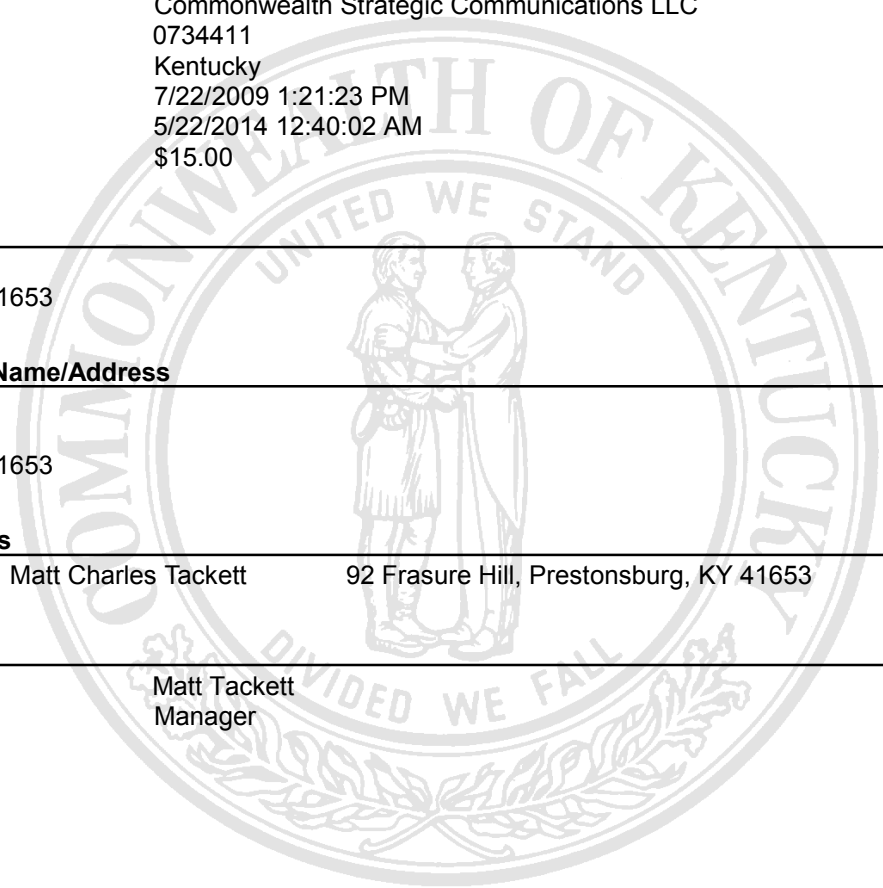 Commonwealth Strategic Communications LLC
0734411
Kentucky
7/22/2009 1:21:23 PM
5/22/2014 12:40:02 AM
$15.00
1653
Name/Address
1653
s
Matt Charles Tackett 92 Frasure Hill, Prestonsburg, KY 41653
Matt Tackett
Manager
COMMONWEALTH OF KENTUCKY
UNITED WE STAND
DIVIDED WE FALL